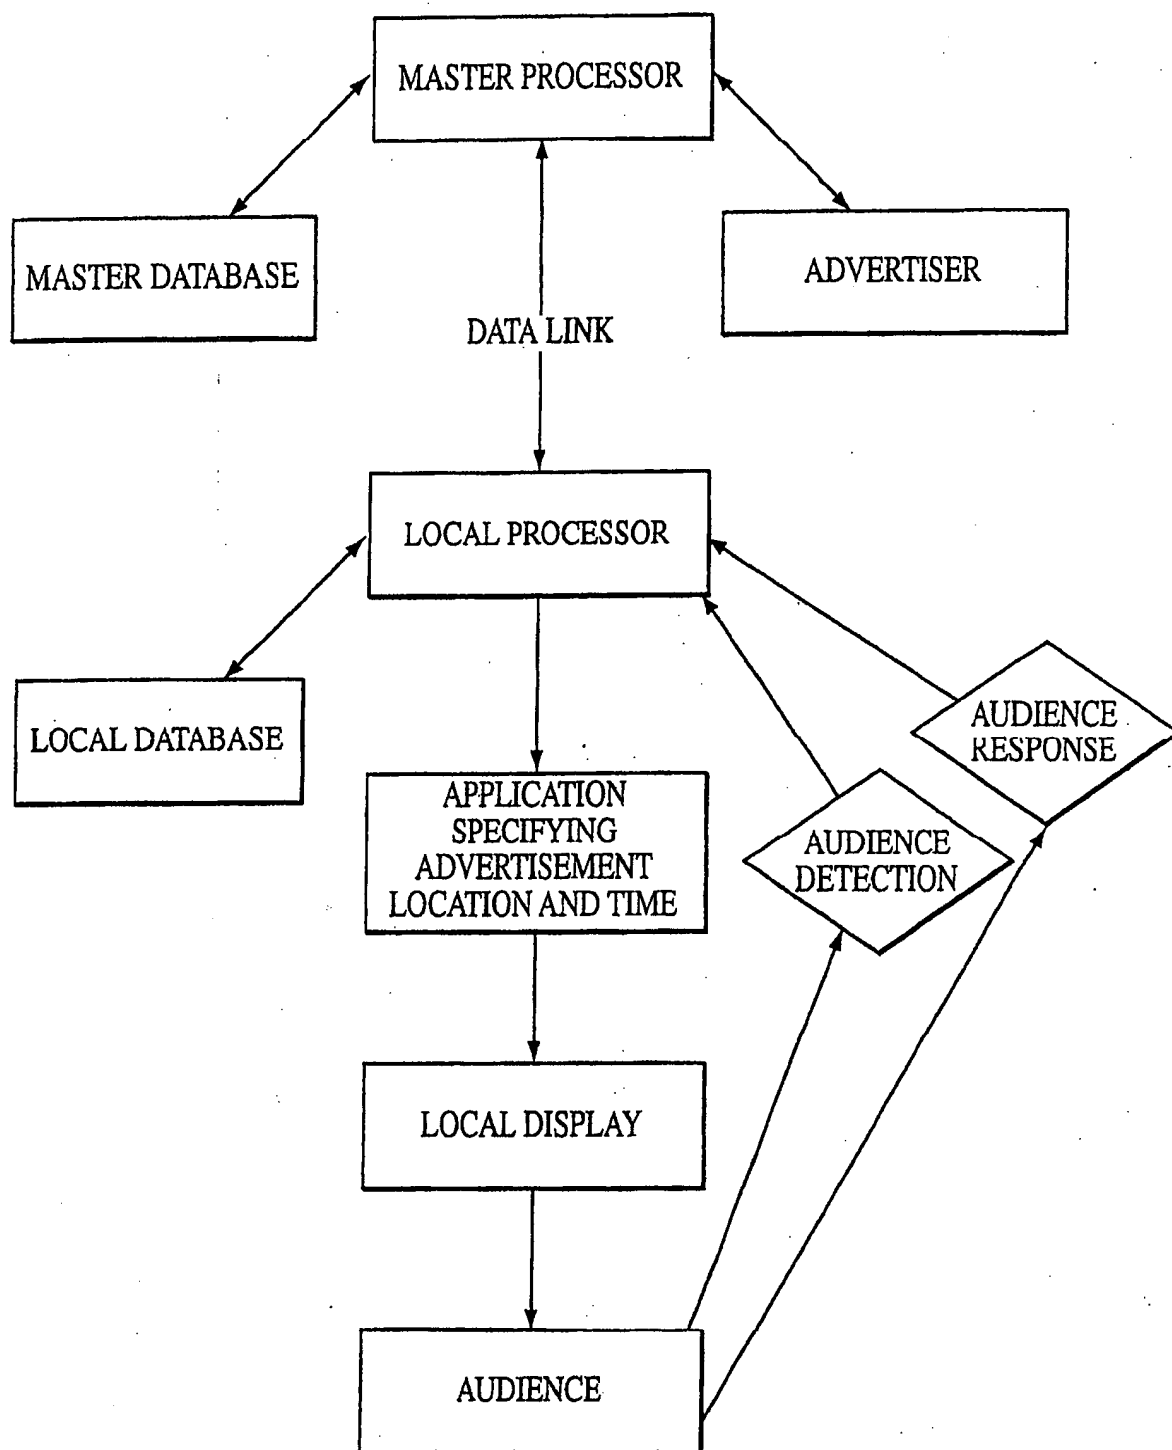 MASTER PROCESSOR
MASTER DATABASE
ADVERTISER
DATA LINK
LOCAL PROCESSOR
LOCAL DATABASE
AUDIENCE
RESPONSE
APPLICATION
SPECIFYING
ADVERTISEMENT
LOCATION AND TIME
AUDIENCE
DETECTION
LOCAL DISPLAY
AUDIENCE